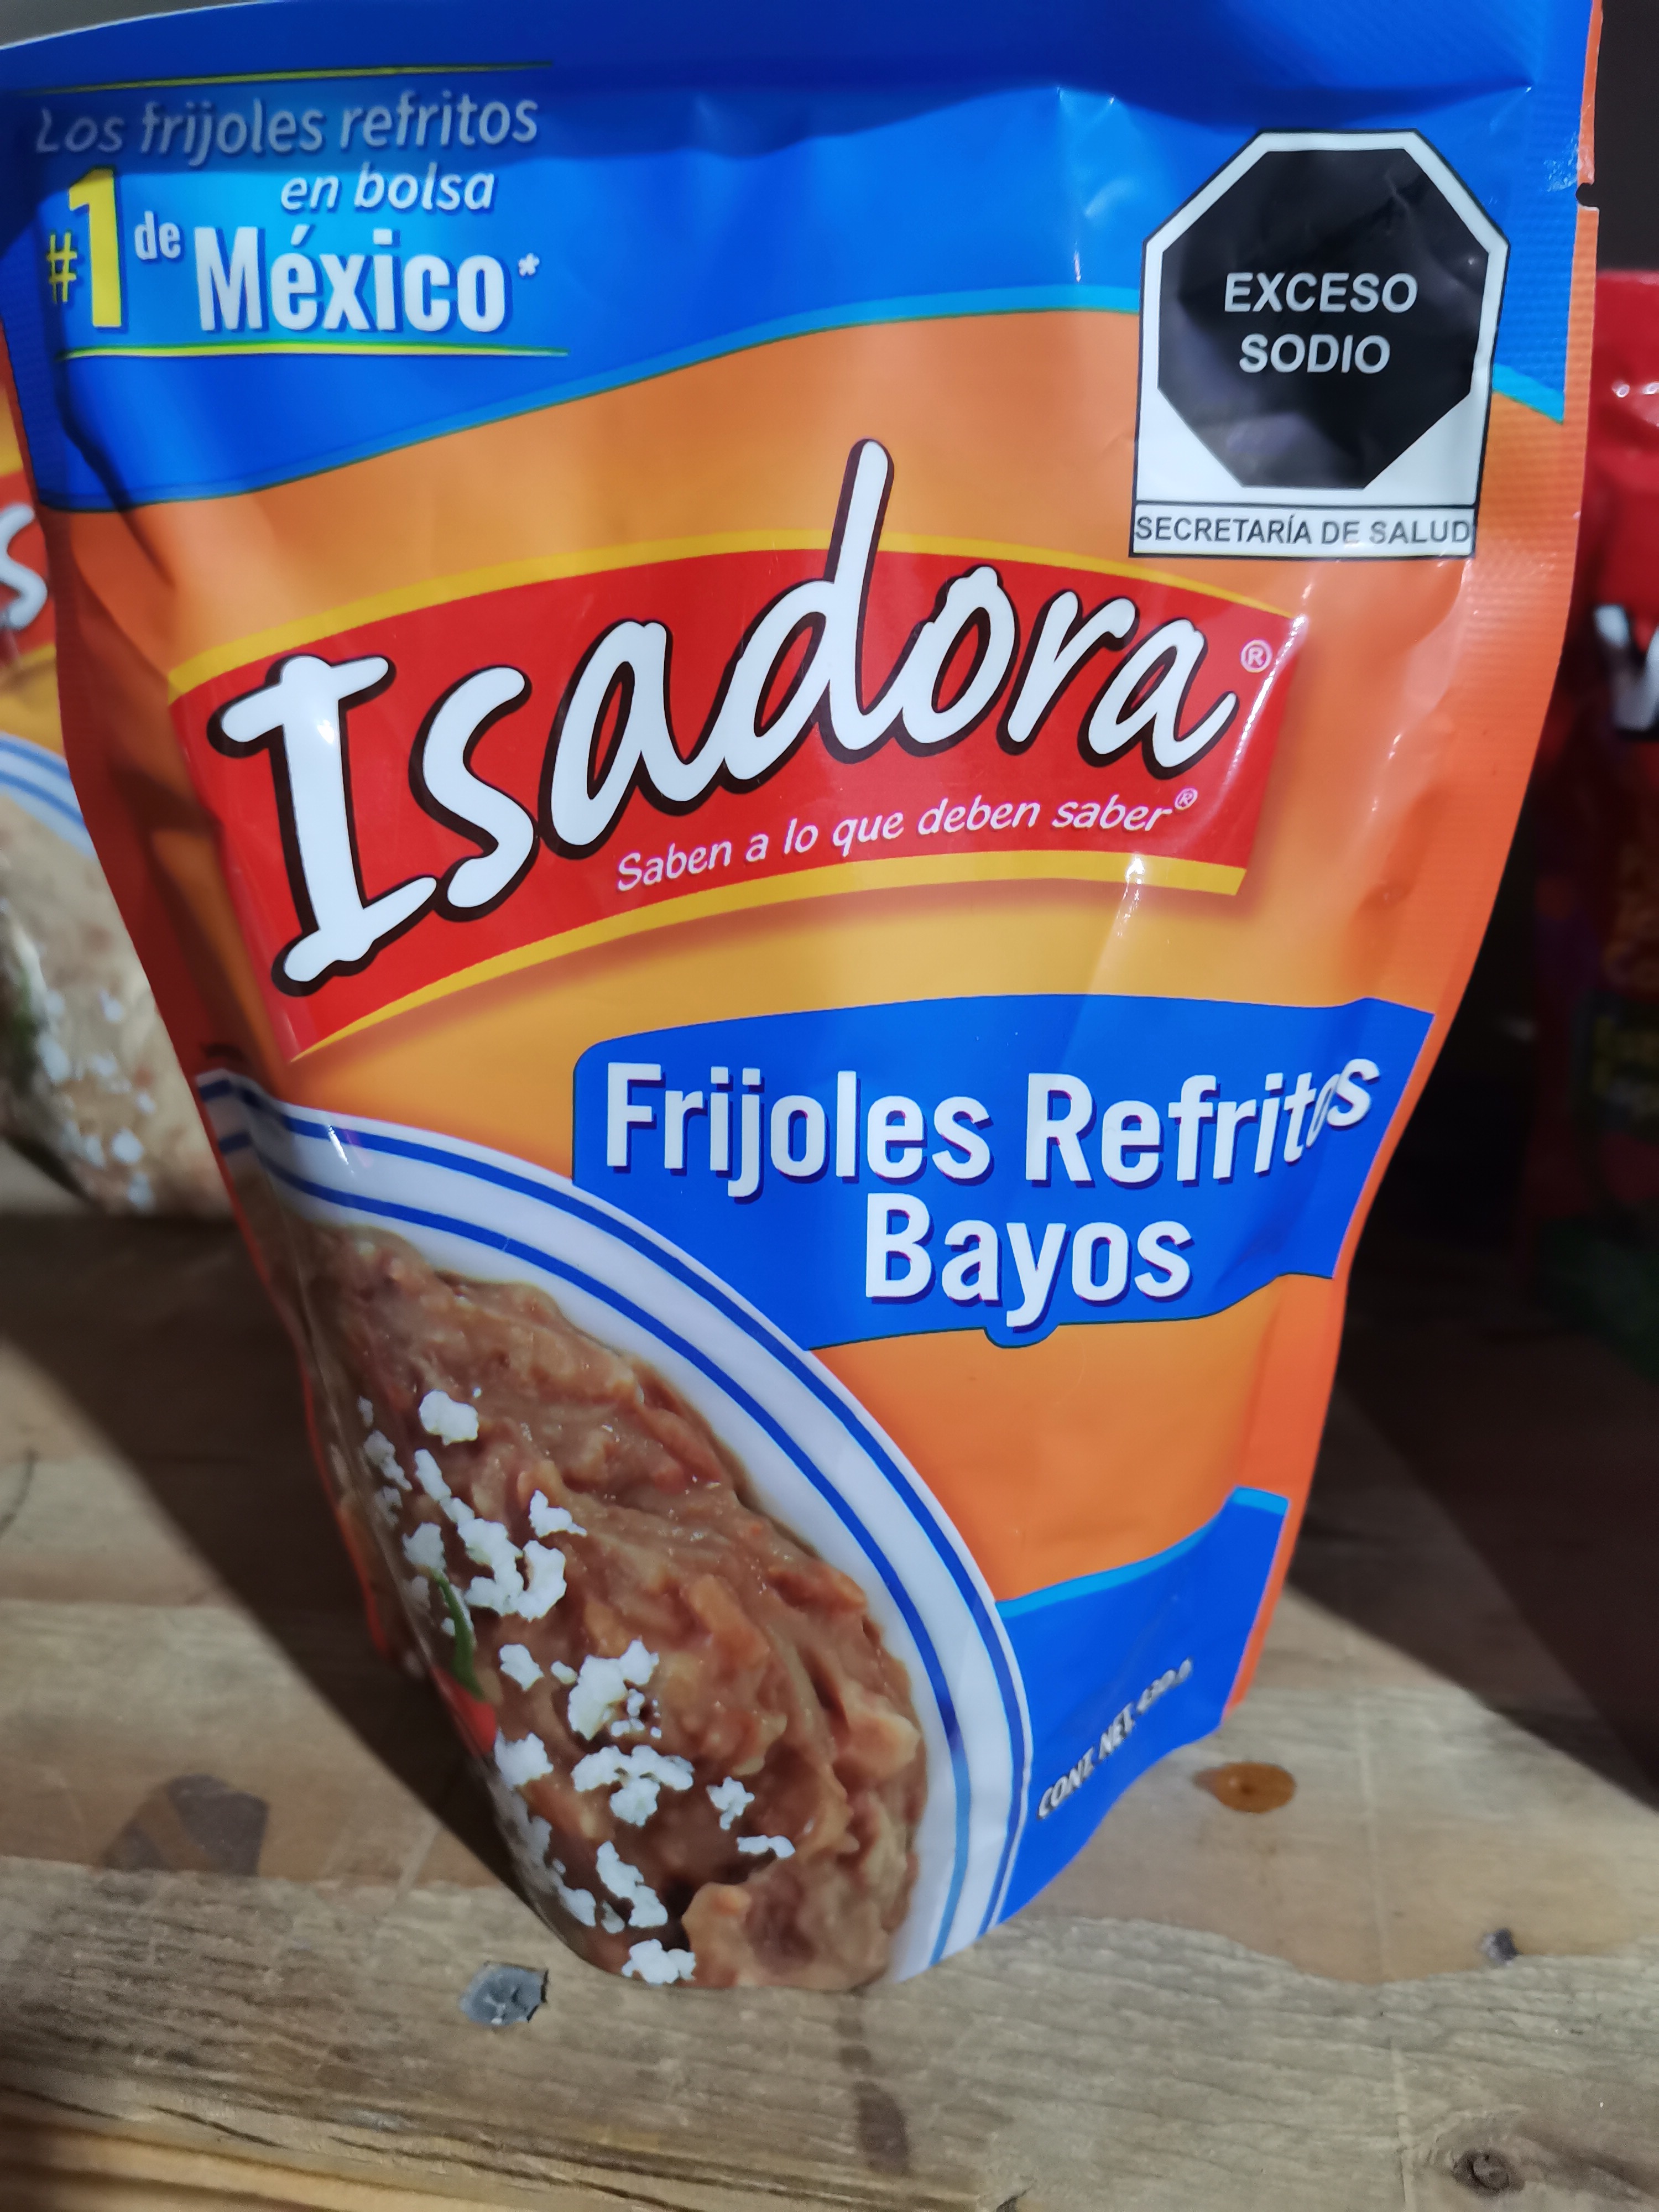 Los frijoles refritos
en bolsa
#1 de México*
EXCESO
SODIO
SECRETARÍA DE SALUD
Isadora®
Saben a lo que deben saber®
Frijoles Refritos
Bayos
CONT. NET. 430 g
s